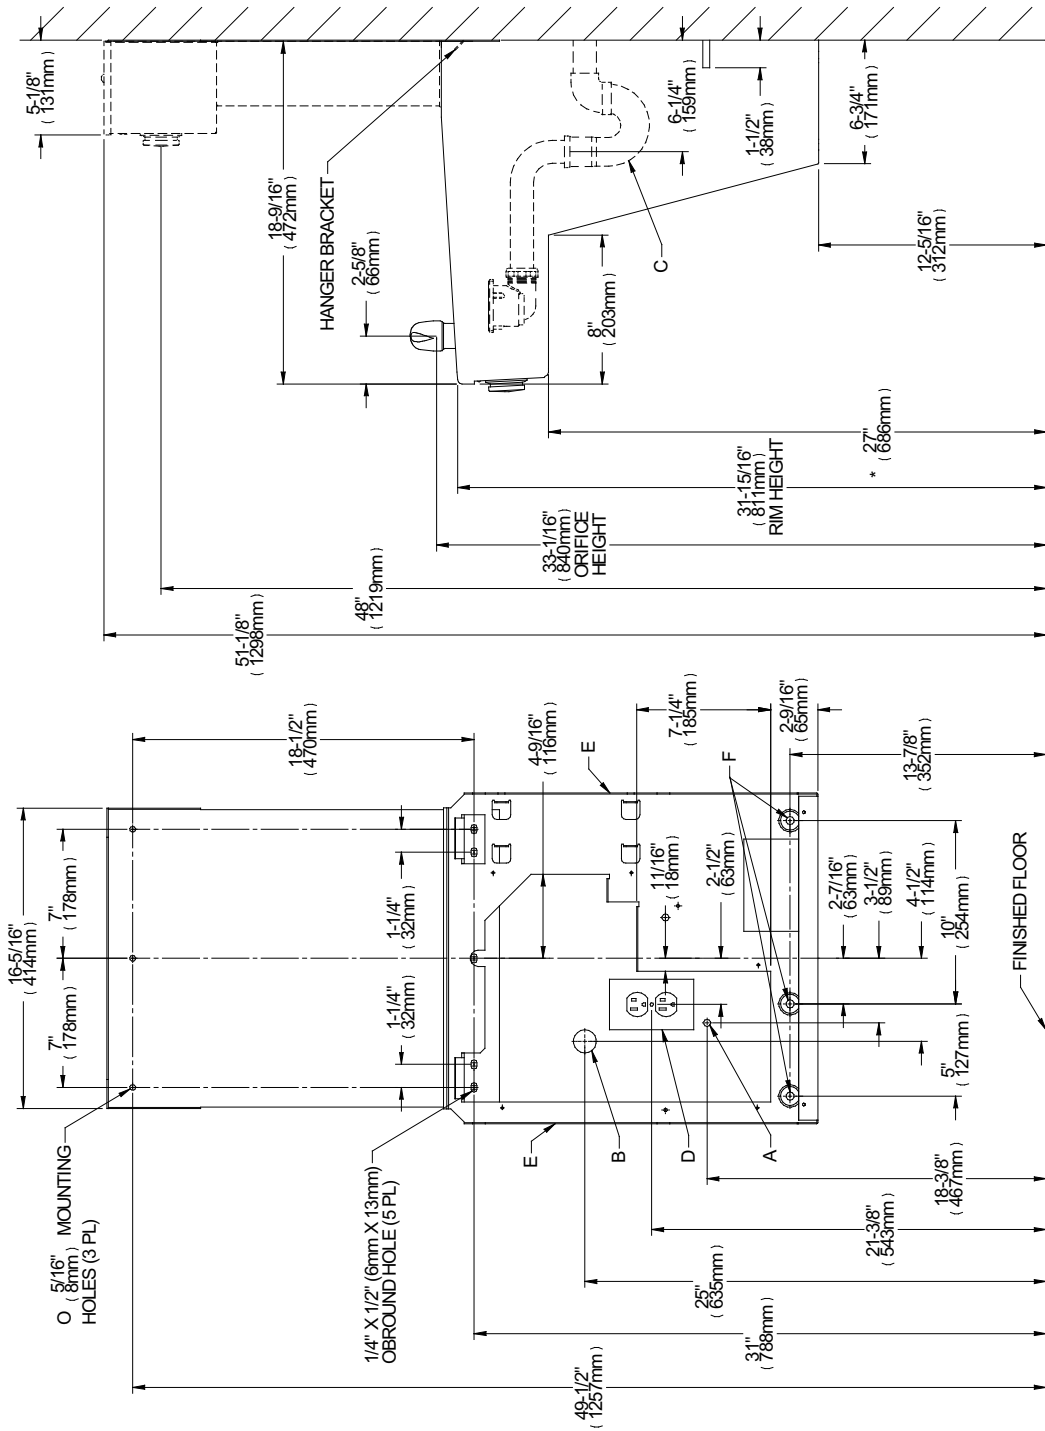 16-5/16"
( 414mm)
7"
( 178mm)
7"
( 178mm)
O 5/16" MOUNTING
( 8mm )
HOLES (3 PL)
18-1/2"
( 470mm)
1-1/4"
( 32mm)
1-1/4"
( 32mm)
1/4" X 1/2" (6mm X 13mm)
OBROUND HOLE (5 PL)
4-9/16"
( 116mm)
E
E
B
D
A
F
11/16"
( 18mm)
2-1/2"
( 63mm)
7-1/4"
( 185mm)
2-9/16"
( 65mm)
13-7/8"
( 352mm)
2-7/16"
( 63mm)
3-1/2"
( 89mm)
4-1/2"
( 114mm)
10"
( 254mm)
5"
( 127mm)
18-3/8"
( 467mm)
21-3/8"
( 543mm)
25"
( 635mm)
31"
( 788mm)
49-1/2"
( 1257mm)
FINISHED FLOOR
5-1/8"
( 131mm)
18-9/16"
( 472mm)
HANGER BRACKET
2-5/8"
( 66mm)
6-1/4"
( 159mm)
1-1/2"
( 38mm)
6-3/4"
( 171mm)
C
8"
( 203mm)
12-5/16"
( 312mm)
* 27"
( 686mm)
31-15/16"
( 811mm)
RIM HEIGHT
33-1/16"
( 840mm)
ORIFICE
HEIGHT
48"
( 1219mm)
51-1/8"
( 1298mm)